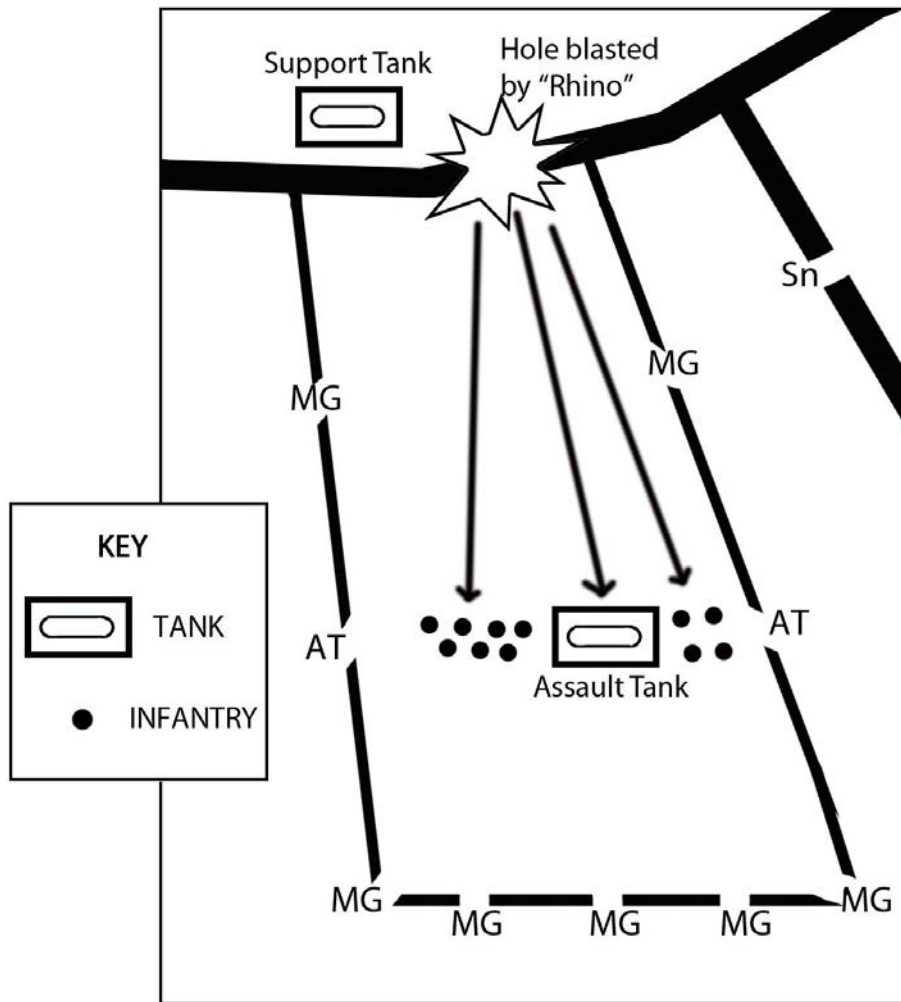 Support Tank
Hole blasted
by “Rhino”
Sn
MG
MG
KEY
TANK
INFANTRY
AT
AT
Assault Tank
MG
MG
MG
MG
MG